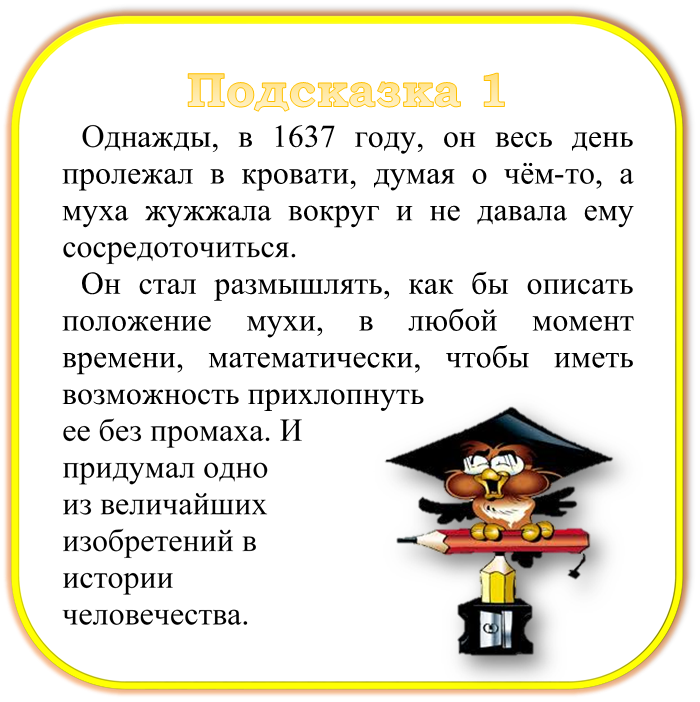 Подсказка 1
Однажды, в 1637 году, он весь день
пролежал в кровати, думая о чём-то, а
муха жужжала вокруг и не давала ему
сосредоточиться.
Он стал размышлять, как бы описать
положение мухи, в любой момент
времени, математически, чтобы иметь
возможность прихлопнуть
ее без промаха. И
придумал одно
из величайших
изобретений в
истории
человечества.